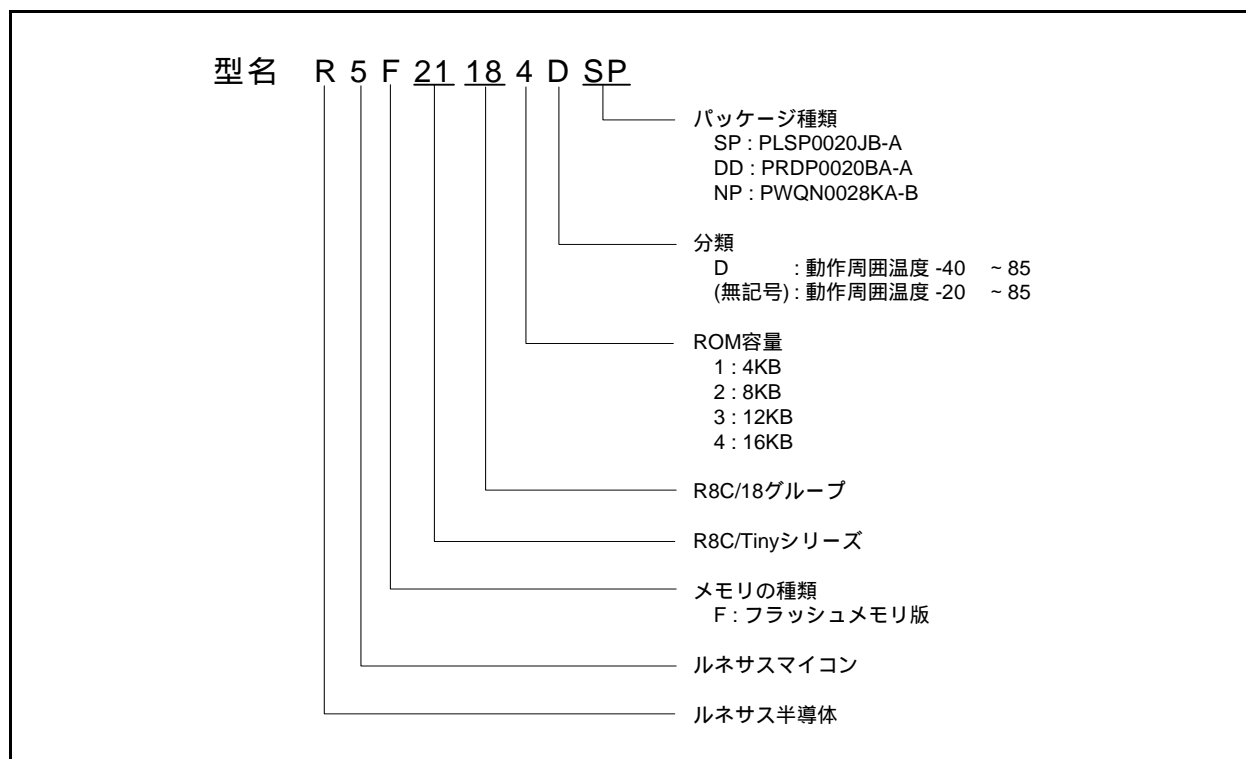 型名 R 5 F 21 18 4 D SP
パッケージ種類
SP : PLSP0020JB-A
DD : PRDP0020BA-A
NP : PWQN0028KA-B
分類
D : 動作周囲温度 -40 ~ 85
(無記号) : 動作周囲温度 -20 ~ 85
ROM容量
1 : 4KB
2 : 8KB
3 : 12KB
4 : 16KB
R8C/18グループ
R8C/Tinyシリーズ
メモリの種類
F : フラッシュメモリ版
ルネサスマイコン
ルネサス半導体